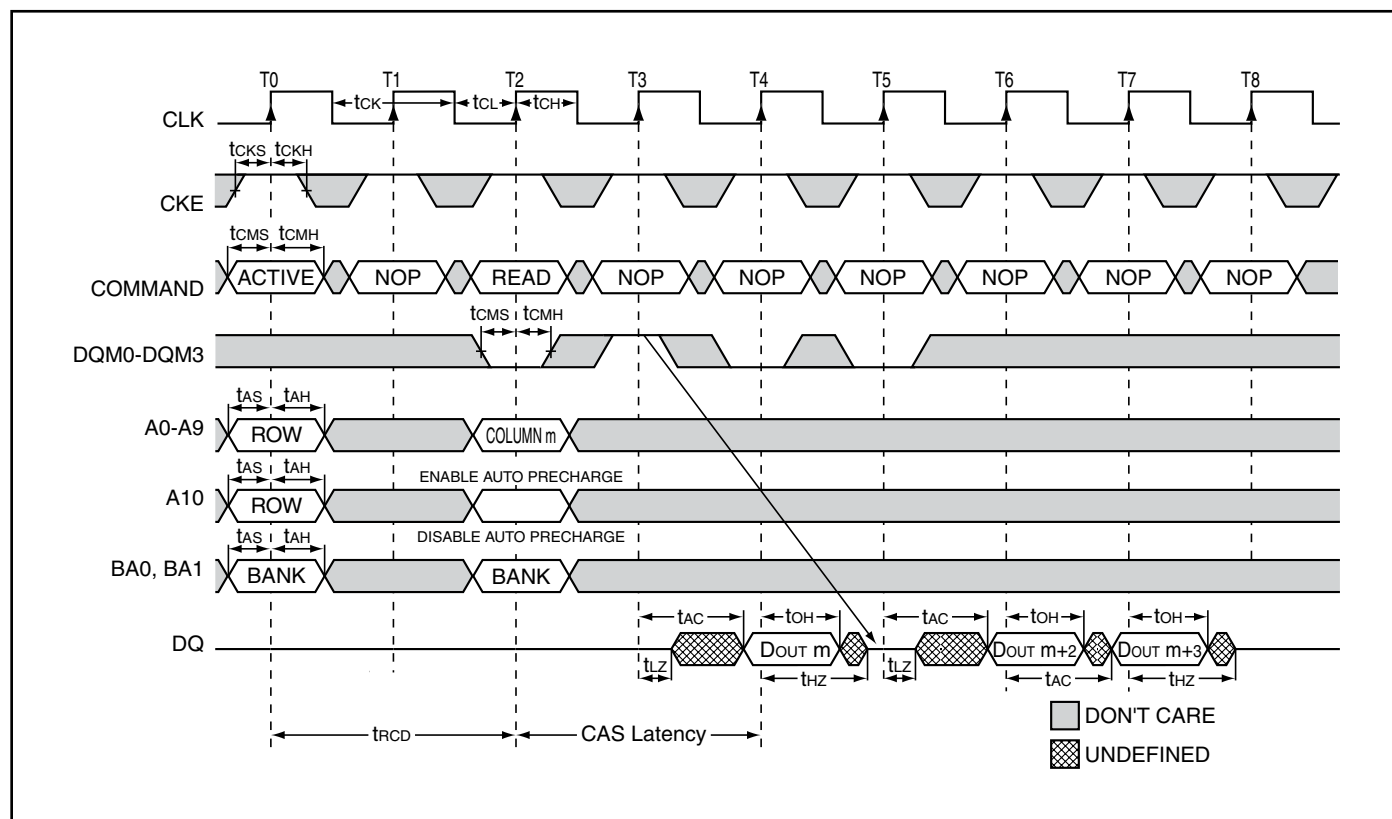 T0 T1 T2 T3 T4 T5 T6 T7 T8
tCK tCL tCH
CLK
tCKS tCKH
CKE
tCMS tCMH
COMMAND ACTIVE NOP READ NOP NOP NOP NOP NOP NOP
tCMS tCMH
DQM0-DQM3
tAS tAH
A0-A9 ROW COLUMN m
tAS tAH ENABLE AUTO PRECHARGE
A10 ROW
tAS tAH DISABLE AUTO PRECHARGE
BA0, BA1 BANK BANK
tAC tOH tAC tOH tOH
DQ DOUT m DOUT m+2 DOUT m+3
tLZ tHZ tLZ tAC tHZ
DON'T CARE
tRCD CAS Latency
UNDEFINED